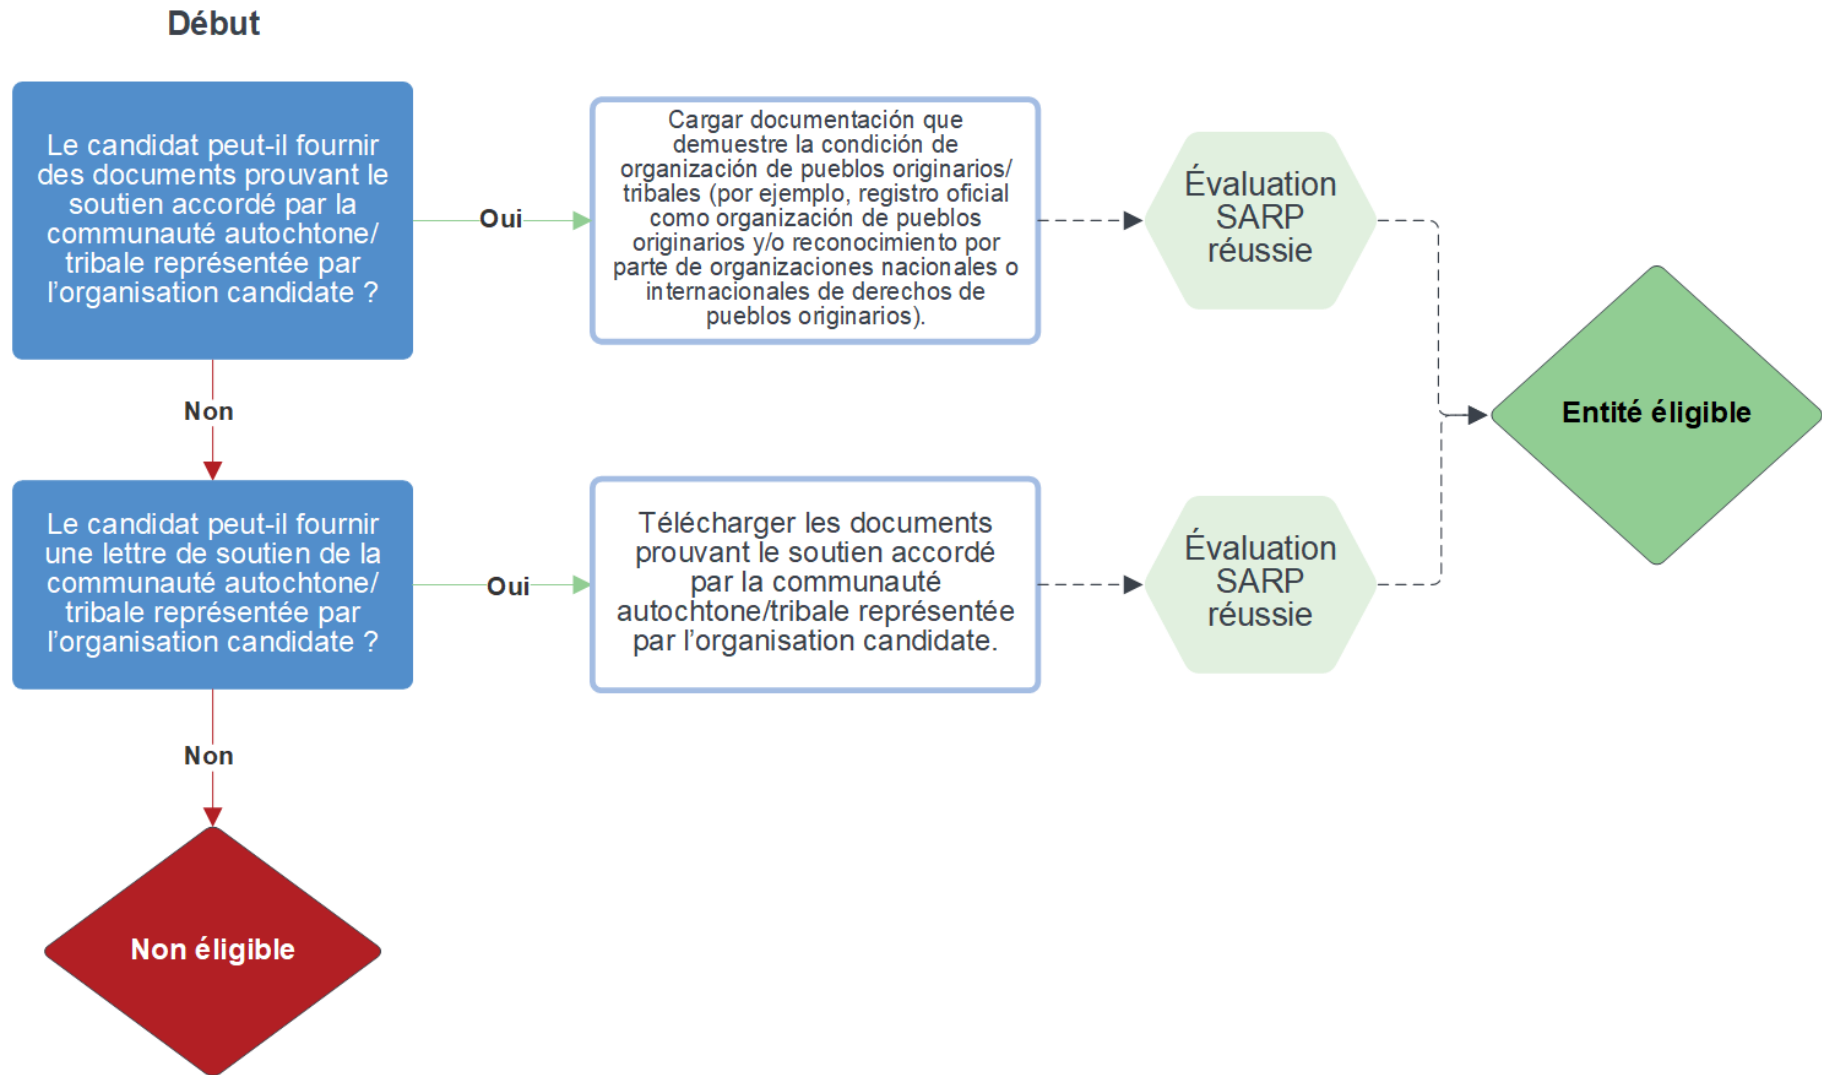 Début
Le candidat peut-il fournir
des documents prouvant le
soutien accordé par la
communauté autochtone/
tribale représentée par
l’organisation candidate ?
Oui
Cargar documentación que
demuestre la condición de
organización de pueblos originarios/
tribales (por ejemplo, registro oficial
como organización de pueblos
originarios y/o reconocimiento por
parte de organizaciones nacionales o
internacionales de derechos de
pueblos originarios).
Évaluation
SARP
réussie
Entité éligible
Non
Le candidat peut-il fournir
une lettre de soutien de la
communauté autochtone/
tribale représentée par
l’organisation candidate ?
Oui
Télécharger les documents
prouvant le soutien accordé
par la communauté
autochtone/tribale représentée
par l’organisation candidate.
Évaluation
SARP
réussie
Non
Non éligible